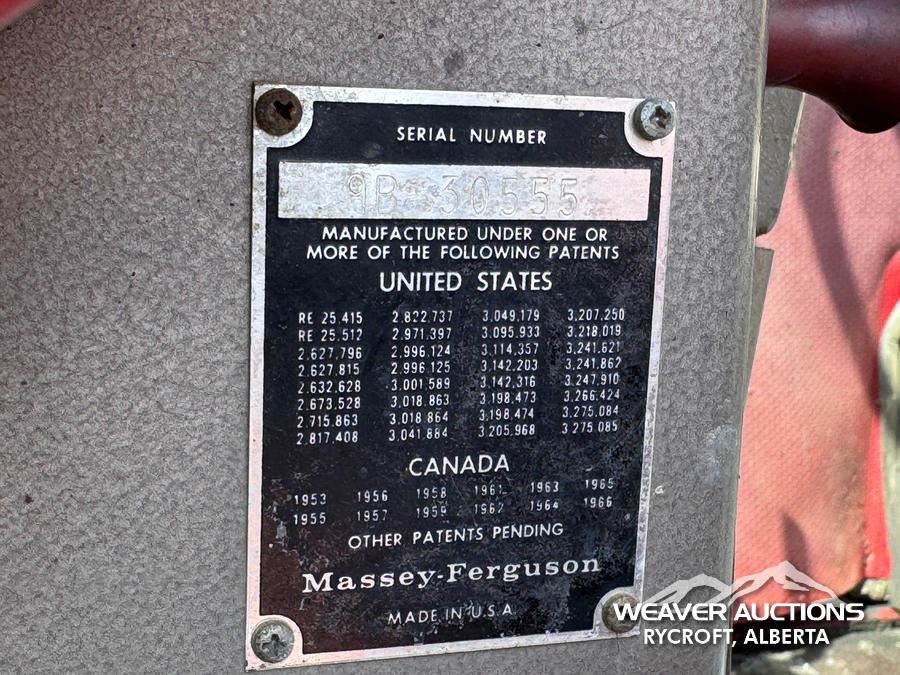 SERIAL NUMBER
9B 30555
MANUFACTURED UNDER ONE OR
MORE OF THE FOLLOWING PATENTS
UNITED STATES
RE 25.415 2.822.737 3,049,179 3,207,250
RE 25.512 2.971.397 3,095,933 3,218,019
2.627.796 2.996.124 3,114,357 3,241,621
2.627.815 2.996.125 3,142,203 3,241,862
2.632.628 3.001.589 3,142,316 3,247,910
2.673.528 3.018.863 3,198,473 3,266,424
2.715.863 3.018.864 3,198,474 3,275,084
2.817.408 3.041.884 3,205,968 3,275,085
CANADA
1953 1956 1958 1961 1963 1965
1955 1957 1959 1962 1964 1966
OTHER PATENTS PENDING
Massey-Ferguson
MADE IN U.S.A.
WEAVER AUCTIONS
RYCROFT, ALBERTA